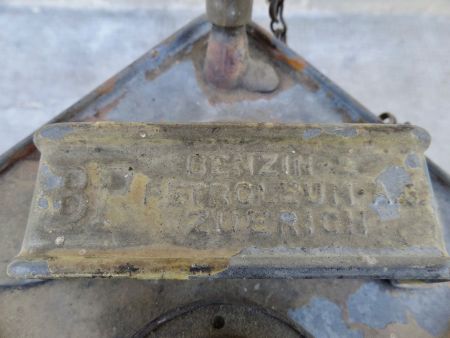 BP
BENZIN-
PETROLEUM-A.G.
ZUERICH